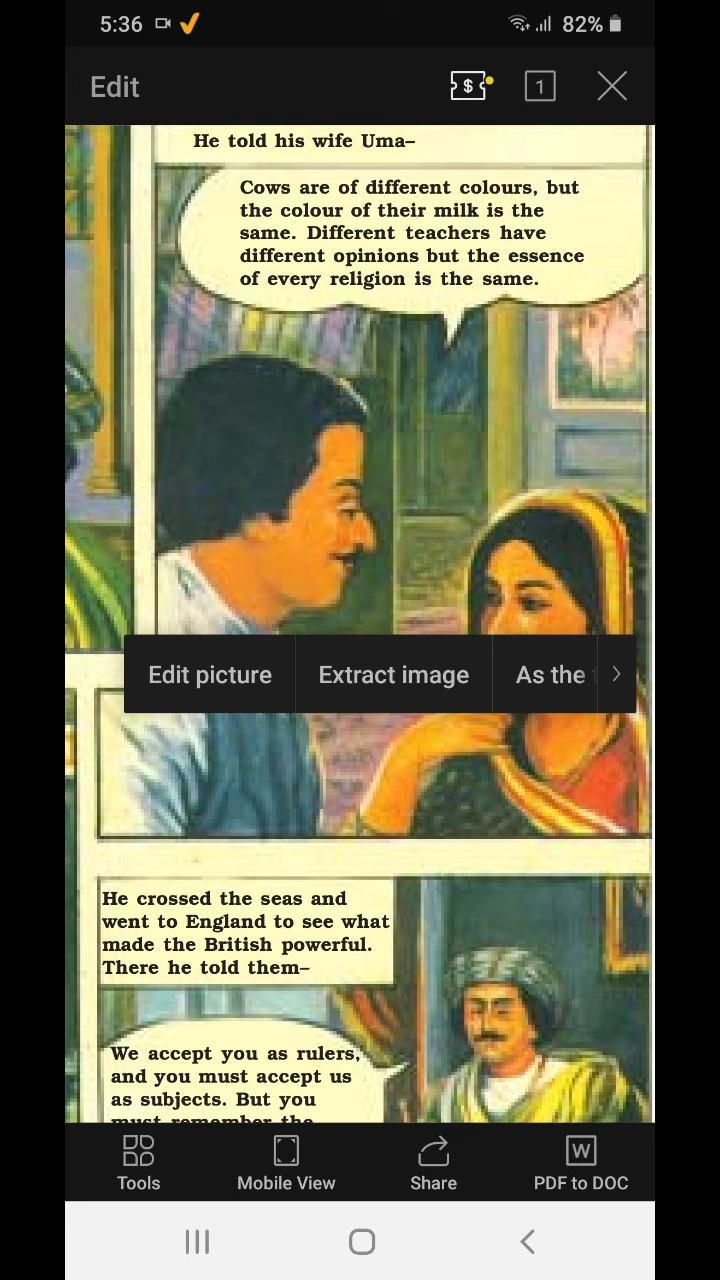 5:36
82%
Edit
$
1
He told his wife Uma–
Cows are of different colours, but
the colour of their milk is the
same. Different teachers have
different opinions but the essence
of every religion is the same.
Edit picture Extract image As the
He crossed the seas and
went to England to see what
made the British powerful.
There he told them–
We accept you as rulers,
and you must accept us
as subjects. But you
must remember the
Tools Mobile View Share W PDF to DOC